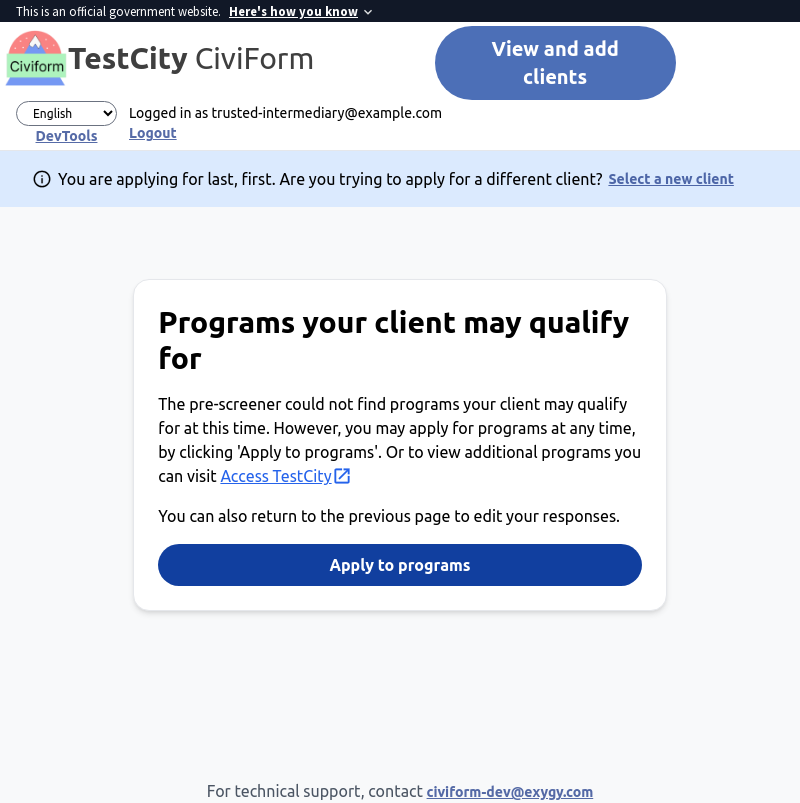 This is an official government website. Here's how you know
Civiform
TestCity CiviForm
View and add
clients
English
Logged in as trusted-intermediary@example.com
DevTools
Logout
You are applying for last, first. Are you trying to apply for a different client? Select a new client
Programs your client may qualify
for
The pre-screener could not find programs your client may qualify
for at this time. However, you may apply for programs at any time,
by clicking 'Apply to programs'. Or to view additional programs you
can visit Access TestCity
You can also return to the previous page to edit your responses.
Apply to programs
For technical support, contact civiform-dev@exygy.com